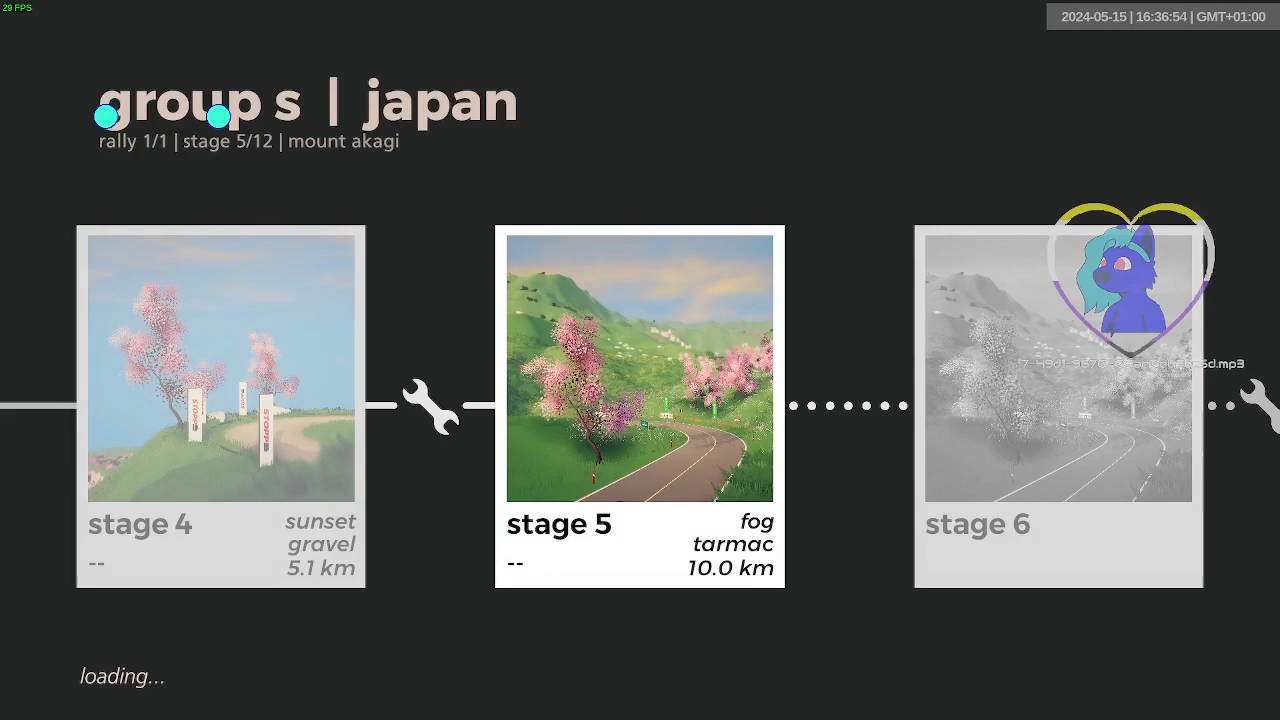 29 FPS
2024-05-15 | 16:36:54 | GMT+01:00
group s | japan
rally 1/1 | stage 5/12 | mount akagi
stage 4
--
sunset
gravel
5.1 km
stage 5
--
fog
tarmac
10.0 km
stage 6
loading...